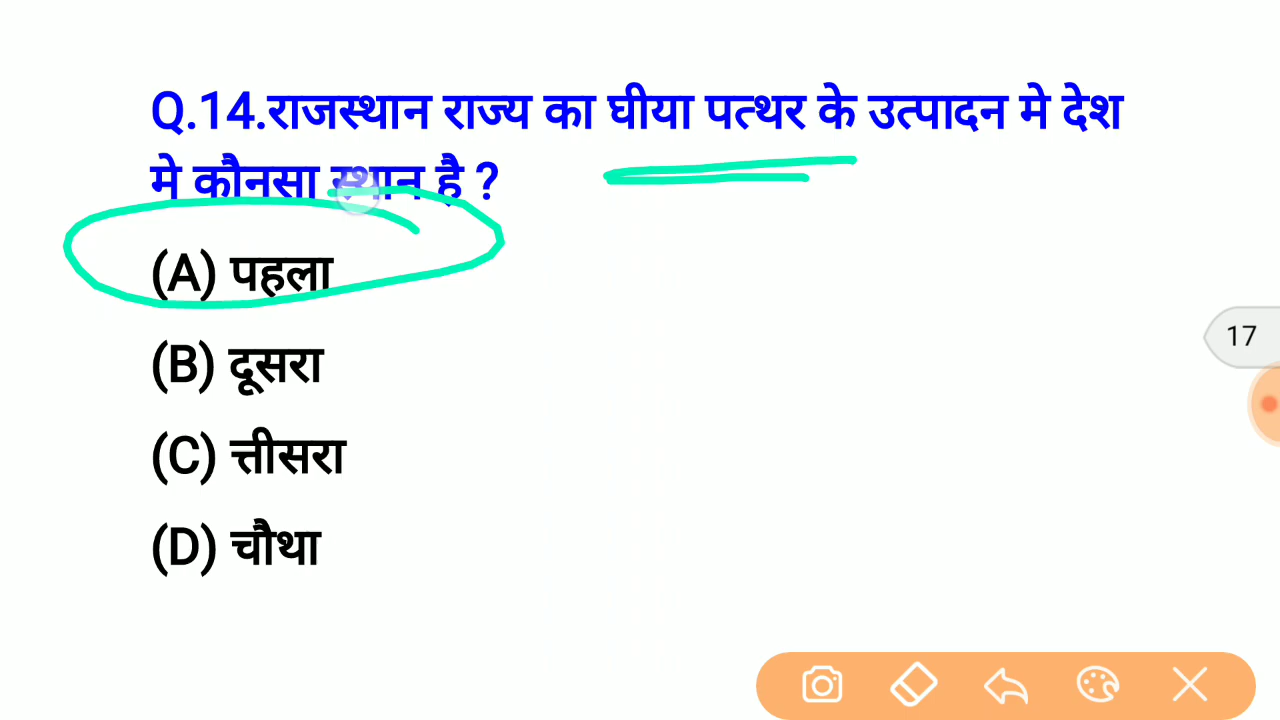 Q.14.राजस्थान राज्य का घीया पत्थर के उत्पादन मे देश
मे कौनसा स्थान है ?
(A) पहला
(B) दूसरा
(C) त्तीसरा
(D) चौथा
17